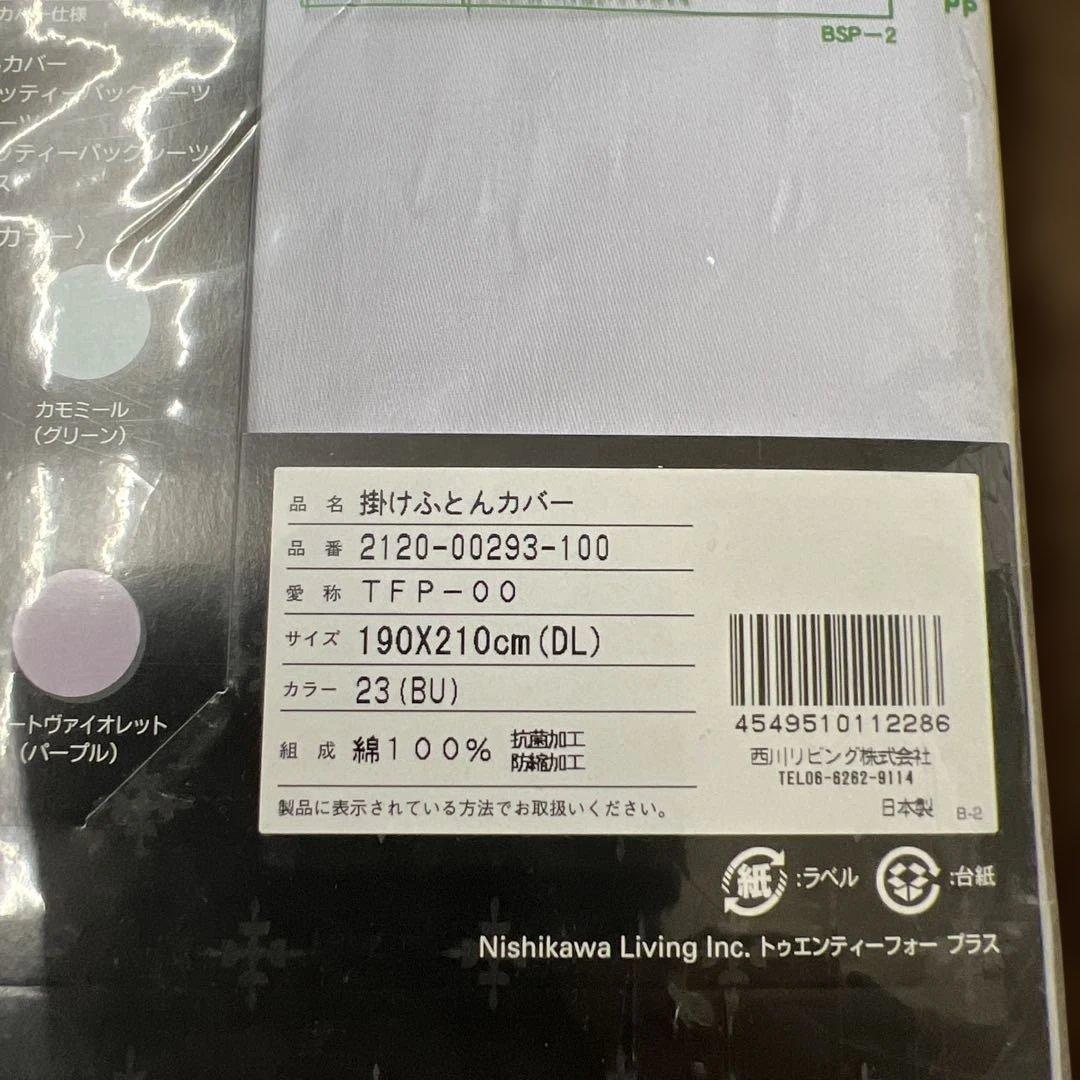 カバー仕様
カバー
ッティーパックシーツ
ーツ
ッティーパックシーツ
ス
カラー〉
カモミール
(グリーン)
ートヴァイオレット
(パープル)
BSP-2
PP
品 名 掛けふとんカバー
品 番 2120-00293-100
愛 称 TFP-00
サイズ 190X210cm(DL)
カラー 23(BU)
組 成 綿100% 抗菌加工
防縮加工
製品に表示されている方法でお取扱いください。
4549510112286
西川リビング株式会社
TEL06-6262-9114
日本製 B-2
紙 :ラベル :台紙
Nishikawa Living Inc. トゥエンティーフォー プラス